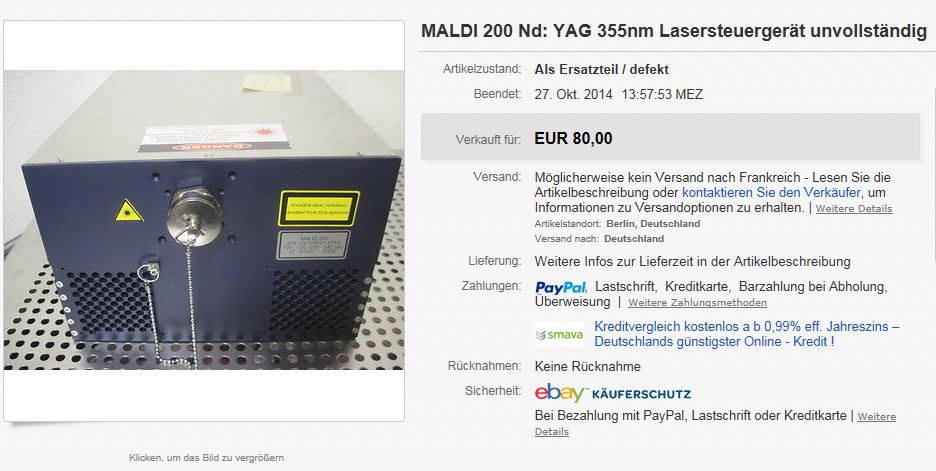 MALDI 200 Nd: YAG 355nm Lasersteuergerät unvollständig
Artikelzustand: Als Ersatzteil / defekt
Beendet: 27. Okt. 2014 13:57:53 MEZ
Verkauft für: EUR 80,00
Versand: Möglicherweise kein Versand nach Frankreich - Lesen Sie die
Artikelbeschreibung oder kontaktieren Sie den Verkäufer, um
Informationen zu Versandoptionen zu erhalten. | Weitere Details
Artikelstandort: Berlin, Deutschland
Versand nach: Deutschland
Lieferung: Weitere Infos zur Lieferzeit in der Artikelbeschreibung
Zahlungen: PayPal, Lastschrift, Kreditkarte, Barzahlung bei Abholung,
Überweisung | Weitere Zahlungsmethoden
smava Kreditvergleich kostenlos a b 0,99% eff. Jahreszins –
Deutschlands günstigster Online - Kredit !
Rücknahmen: Keine Rücknahme
Sicherheit: ebay KÄUFERSCHUTZ
Bei Bezahlung mit PayPal, Lastschrift oder Kreditkarte | Weitere
Details
DANGER
Invisible laser radiation
emitted from this aperture
MALDI 200
Klicken, um das Bild zu vergrößern